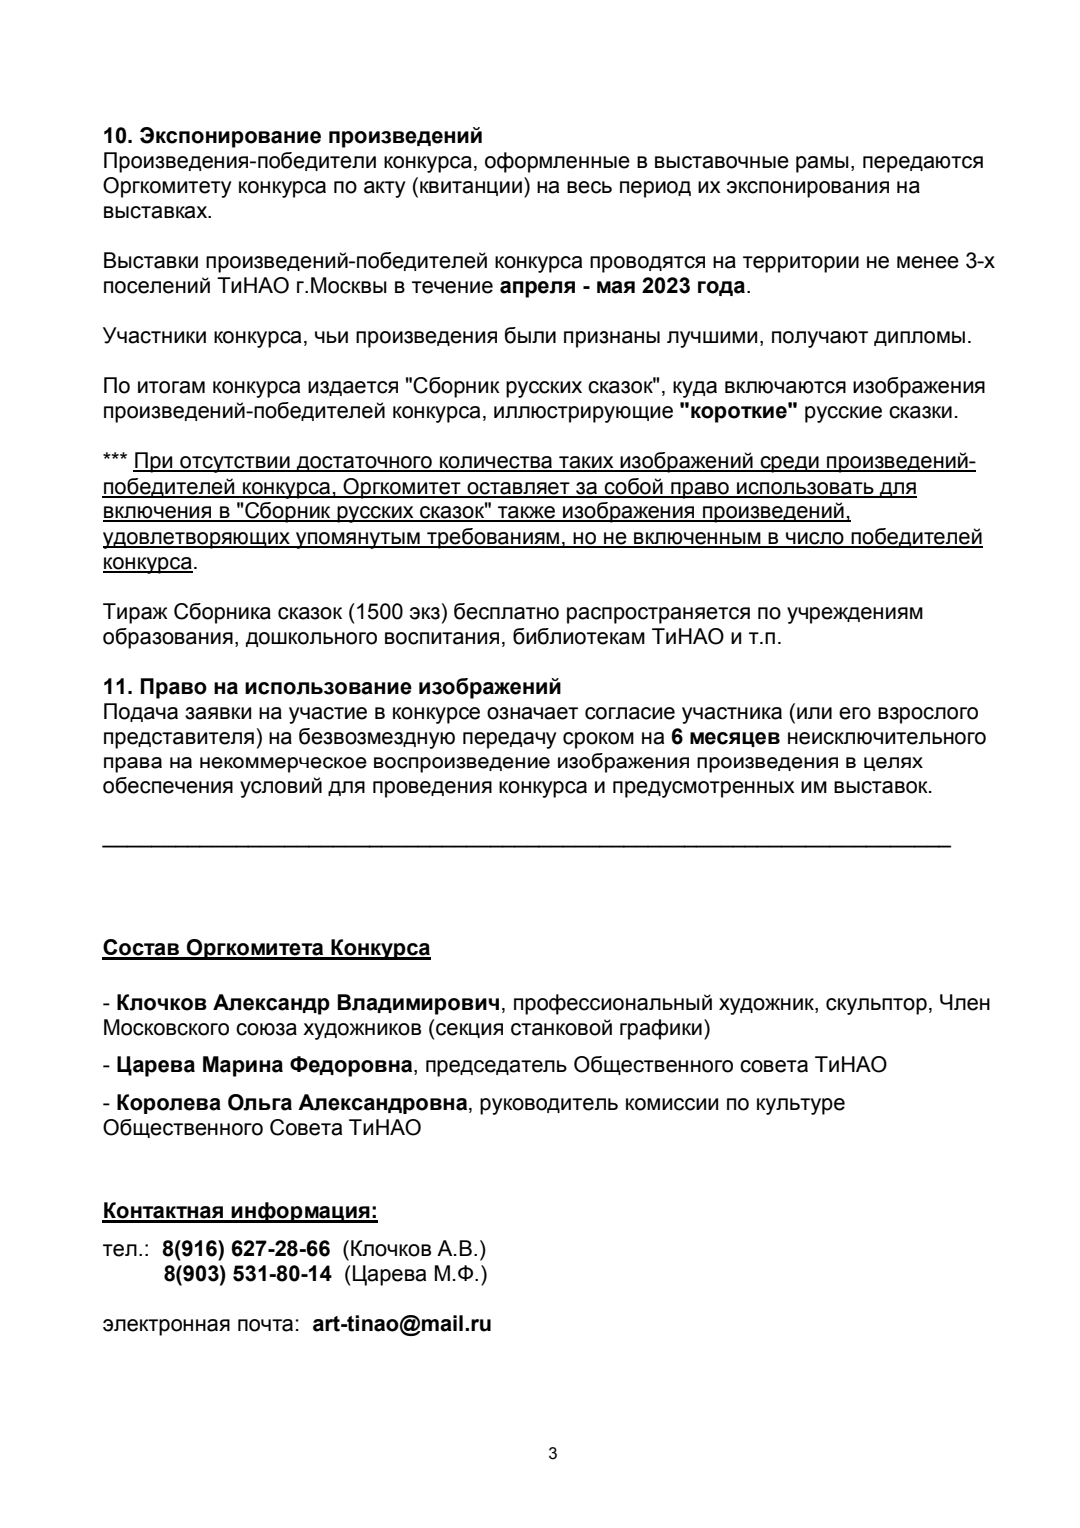 10. Экспонирование произведений
Произведения-победители конкурса, оформленные в выставочные рамы, передаются
Оргкомитету конкурса по акту (квитанции) на весь период их экспонирования на
выставках.
Выставки произведений-победителей конкурса проводятся на территории не менее 3-х
поселений ТиНАО г.Москвы в течение апреля - мая 2023 года.
Участники конкурса, чьи произведения были признаны лучшими, получают дипломы.
По итогам конкурса издается "Сборник русских сказок", куда включаются изображения
произведений-победителей конкурса, иллюстрирующие "короткие" русские сказки.
*** При отсутствии достаточного количества таких изображений среди произведений-
победителей конкурса, Оргкомитет оставляет за собой право использовать для
включения в "Сборник русских сказок" также изображения произведений,
удовлетворяющих упомянутым требованиям, но не включенным в число победителей
конкурса.
Тираж Сборника сказок (1500 экз) бесплатно распространяется по учреждениям
образования, дошкольного воспитания, библиотекам ТиНАО и т.п.
11. Право на использование изображений
Подача заявки на участие в конкурсе означает согласие участника (или его взрослого
представителя) на безвозмездную передачу сроком на 6 месяцев неисключительного
права на некоммерческое воспроизведение изображения произведения в целях
обеспечения условий для проведения конкурса и предусмотренных им выставок.
Состав Оргкомитета Конкурса
- Клочков Александр Владимирович, профессиональный художник, скульптор, Член
Московского союза художников (секция станковой графики)
- Царева Марина Федоровна, председатель Общественного совета ТиНАО
- Королева Ольга Александровна, руководитель комиссии по культуре
Общественного Совета ТиНАО
Контактная информация:
тел.: 8(916) 627-28-66 (Клочков А.В.)
8(903) 531-80-14 (Царева М.Ф.)
электронная почта: art-tinao@mail.ru
3